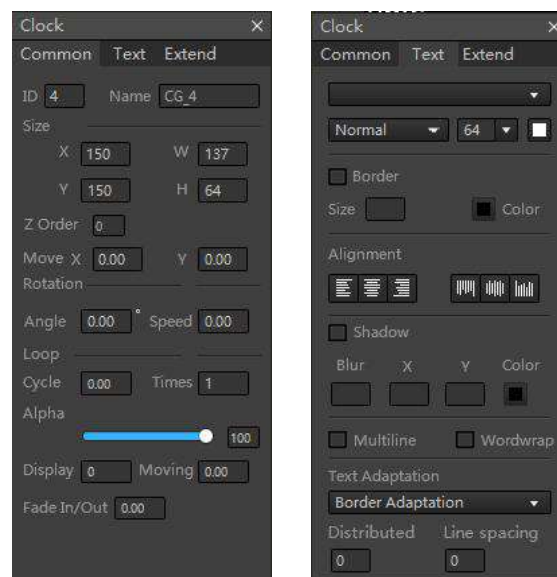 Clock
Common Text Extend
ID 4 Name CG_4
Size
X 150 W 137
Y 150 H 64
Z Order 0
Move X 0.00 Y 0.00
Rotation
Angle 0.00 ° Speed 0.00
Loop
Cycle 0.00 Times 1
Alpha
100
Display 0 Moving 0.00
Fade In/Out 0.00
Clock
Common Text Extend
Normal 64
Border
Size Color
Alignment
Shadow
Blur X Y Color
Multiline Wordwrap
Text Adaptation
Border Adaptation
Distributed Line spacing
0 0